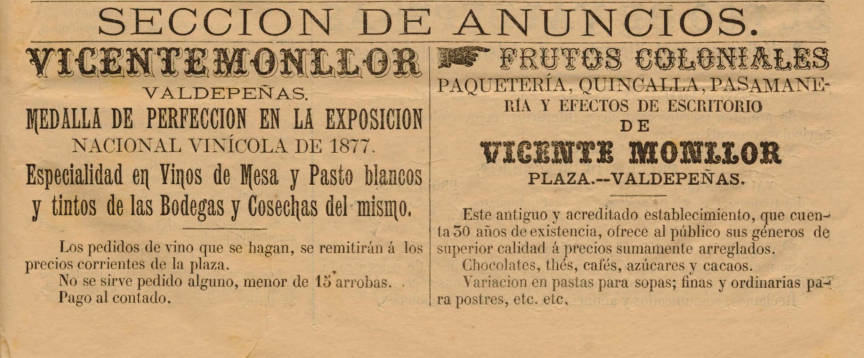 SECCION DE ANUNCIOS.
VICENTE MONLLOR
VALDEPEÑAS.
MEDALLA DE PERFECCION EN LA EXPOSICION
NACIONAL VINÍCOLA DE 1877.
Especialidad en Vinos de Mesa y Pasto blancos
y tintos de las Bodegas y Cosechas del mismo.
Los pedidos de vino que se hagan, se remitirán á los
precios corrientes de la plaza.
No se sirve pedido alguno, menor de 15 arrobas.
Pago al contado.
FRUTOS COLONIALES
PAQUETERÍA, QUINCALLA, PASAMANE-
RÍA Y EFECTOS DE ESCRITORIO
DE
VICENTE MONLLOR
PLAZA.--VALDEPEÑAS.
Este antiguo y acreditado establecimiento, que cuen-
ta 50 años de existencia, ofrece al público sus géneros de
superior calidad á precios sumamente arreglados.
Chocolates, thés, cafés, azúcares y cacaos.
Variacion en pastas para sopas; finas y ordinarias pa-
ra postres, etc. etc.